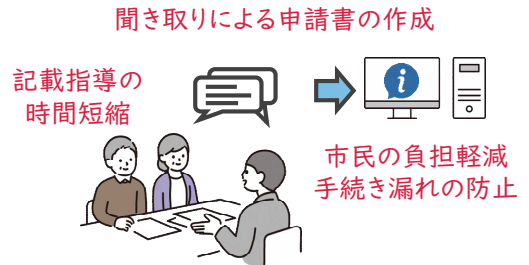 聞き取りによる申請書の作成
記載指導の
時間短縮
市民の負担軽減
手続き漏れの防止